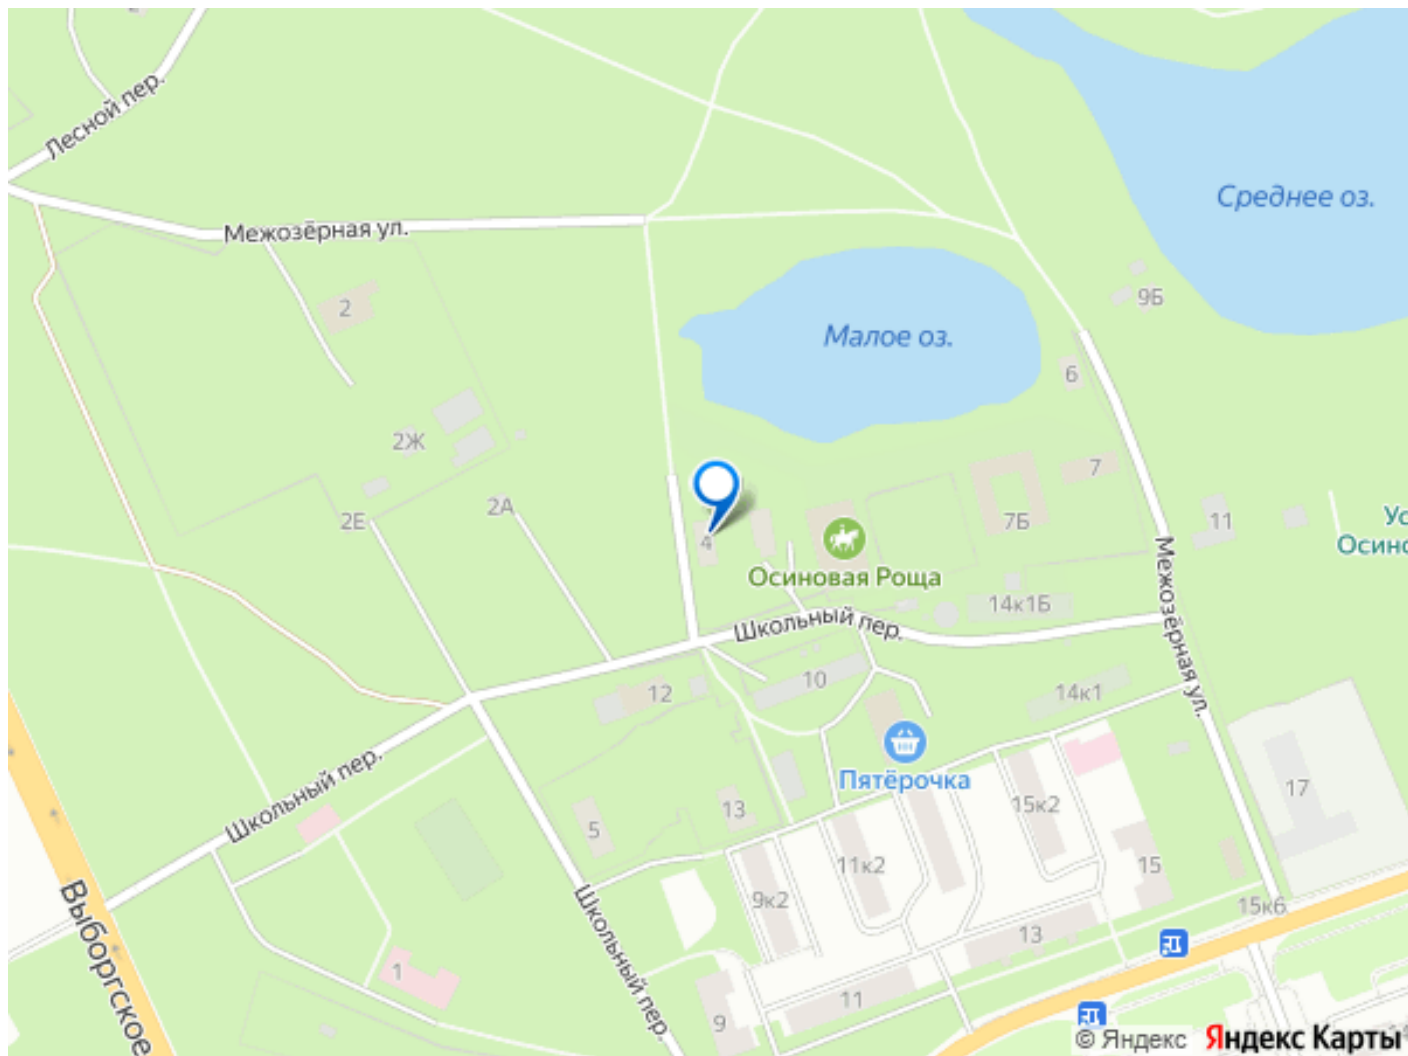 Лесной пер.
Межозёрная ул.
Среднее оз.
2
9Б
Малое оз.
6
2Ж
7
2А
2Е
7Б
11
4
Ус
Осинс
Осиновая Роща
14к1Б
Школьный пер.
Межозёрная ул.
10
12
14к1
Пятёрочка
17
Школьный пер.
15к2
13
5
11к2
15
9к2
15к6
Выборгское
Школьный пер.
13
1
11
9
© Яндекс Яндекс Карты